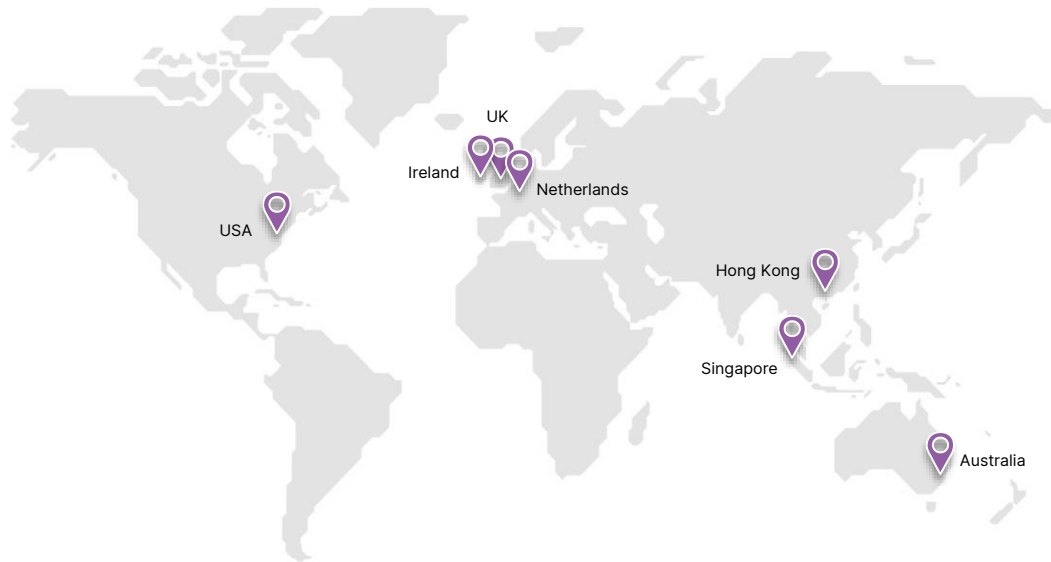 UK
Ireland
Netherlands
USA
Hong Kong
Singapore
Australia